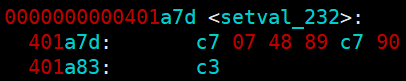 0000000000401a7d <setval_232>:
401a7d: c7 07 48 89 c7 90
401a83: c3